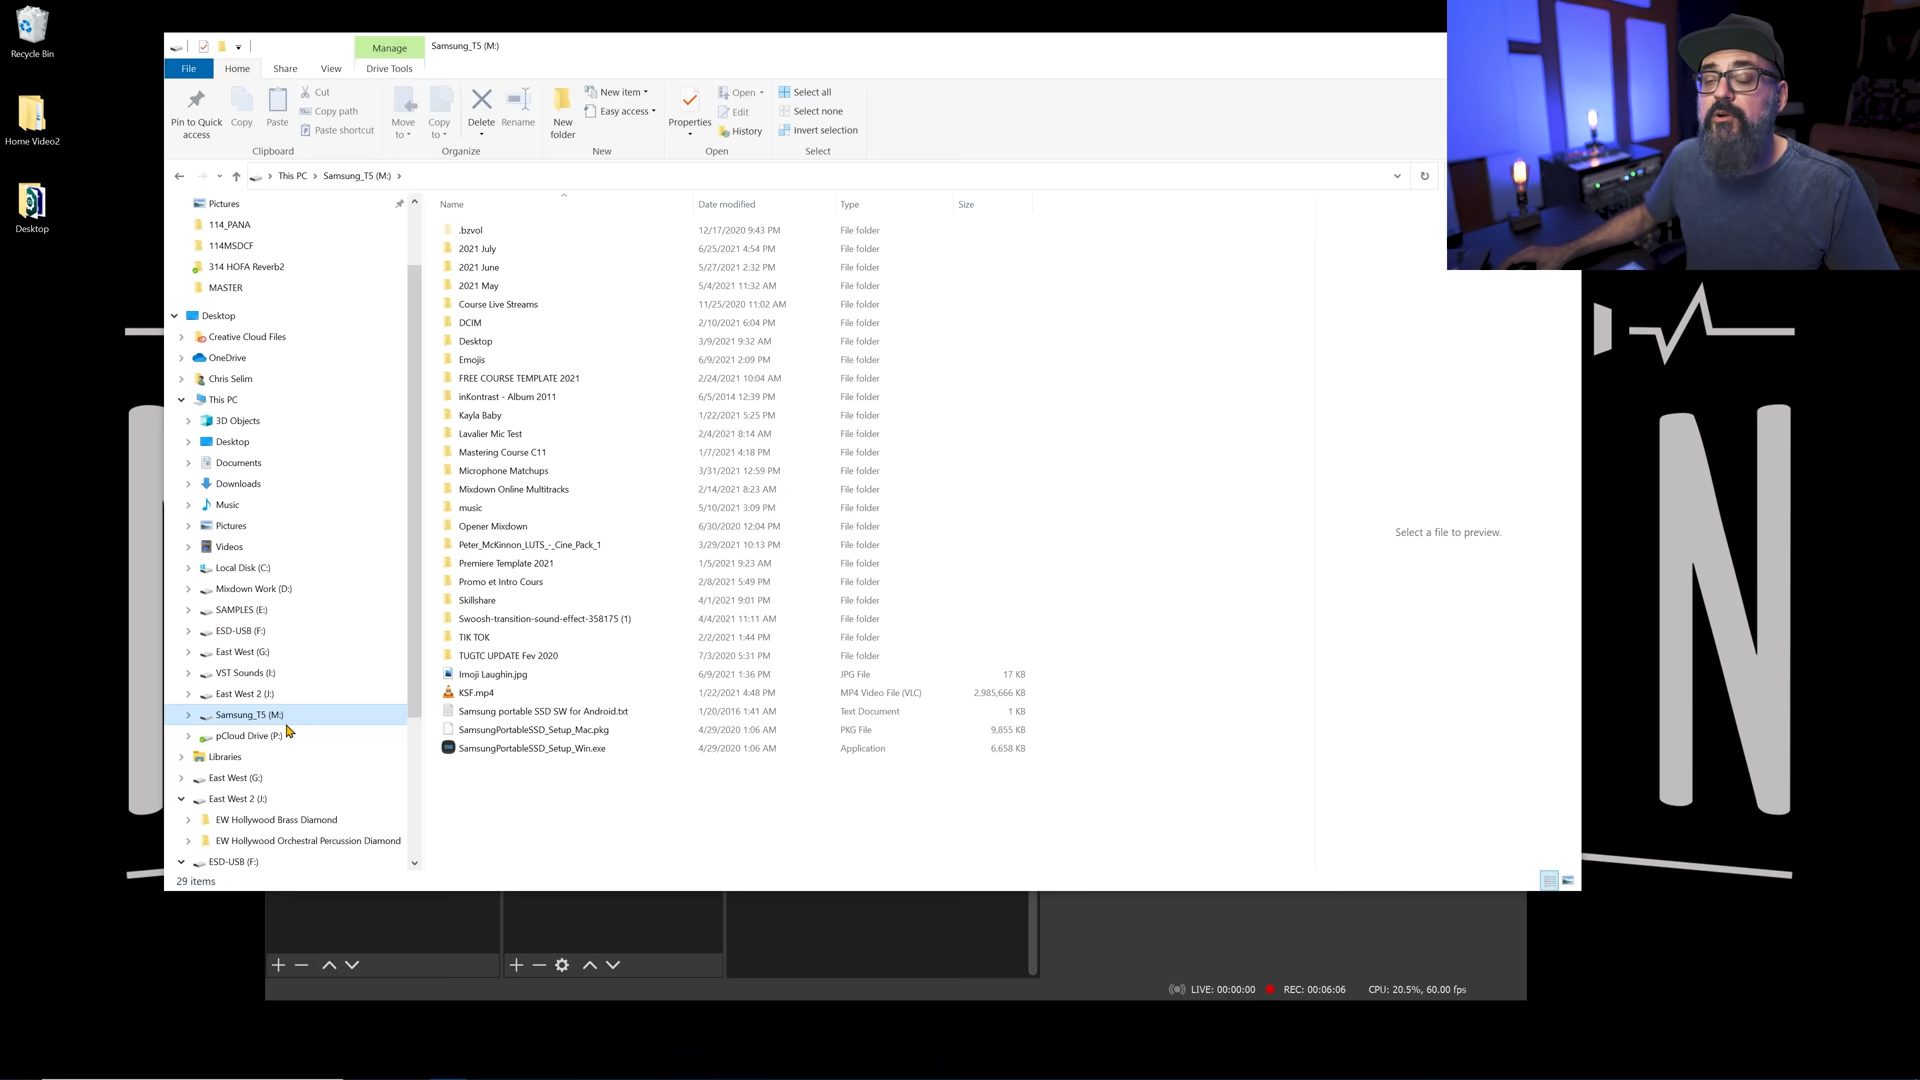 Recycle Bin
Home Video2
Desktop
Manage
Samsung_T5 (M:)
File
Home
Share
View
Drive Tools
Pin to Quick access
Copy
Paste
Cut
Copy path
Paste shortcut
Clipboard
Move to
Copy to
Delete
Rename
Organize
New folder
New item
Easy access
New
Properties
Open
Edit
History
Open
Select all
Select none
Invert selection
Select
This PC
Samsung_T5 (M:)
Pictures
114_PANA
114MSDCF
314 HOFA Reverb2
MASTER
Desktop
Creative Cloud Files
OneDrive
Chris Selim
This PC
3D Objects
Desktop
Documents
Downloads
Music
Pictures
Videos
Local Disk (C:)
Mixdown Work (D:)
SAMPLES (E:)
ESD-USB (F:)
East West (G:)
VST Sounds (I:)
East West 2 (J:)
Samsung_T5 (M:)
pCloud Drive (P:)
Libraries
East West (G:)
East West 2 (J:)
EW Hollywood Brass Diamond
EW Hollywood Orchestral Percussion Diamond
ESD-USB (F:)
Name Date modified Type Size
.bzvol 12/17/2020 9:43 PM File folder
2021 July 6/25/2021 4:54 PM File folder
2021 June 5/27/2021 2:32 PM File folder
2021 May 5/4/2021 11:32 AM File folder
Course Live Streams 11/25/2020 11:02 AM File folder
DCIM 2/10/2021 6:04 PM File folder
Desktop 3/9/2021 9:32 AM File folder
Emojis 6/9/2021 2:09 PM File folder
FREE COURSE TEMPLATE 2021 2/24/2021 10:04 AM File folder
inKontrast - Album 2011 6/5/2014 12:39 PM File folder
Kayla Baby 1/22/2021 5:25 PM File folder
Lavalier Mic Test 2/4/2021 8:14 AM File folder
Mastering Course C11 1/7/2021 4:18 PM File folder
Microphone Matchups 3/31/2021 12:59 PM File folder
Mixdown Online Multitracks 2/14/2021 8:23 AM File folder
music 5/10/2021 3:09 PM File folder
Opener Mixdown 6/30/2020 12:04 PM File folder
Peter_McKinnon_LUTS_-_Cine_Pack_1 3/29/2021 10:13 PM File folder
Premiere Template 2021 1/5/2021 9:23 AM File folder
Promo et Intro Cours 2/8/2021 5:49 PM File folder
Skillshare 4/1/2021 9:01 PM File folder
Swoosh-transition-sound-effect-358175 (1) 4/4/2021 11:11 AM File folder
TIK TOK 2/2/2021 1:44 PM File folder
TUGTC UPDATE Fev 2020 7/3/2020 5:31 PM File folder
Imoji Laughin.jpg 6/9/2021 1:36 PM JPG File 17 KB
KSF.mp4 1/22/2021 4:48 PM MP4 Video File (VLC) 2,985,666 KB
Samsung portable SSD SW for Android.txt 1/20/2016 1:41 AM Text Document 1 KB
SamsungPortableSSD_Setup_Mac.pkg 4/29/2020 1:06 AM PKG File 9,855 KB
SamsungPortableSSD_Setup_Win.exe 4/29/2020 1:06 AM Application 6,658 KB
Select a file to preview.
29 items
N
LIVE: 00:00:00 REC: 00:06:06 CPU: 20.5%, 60.00 fps